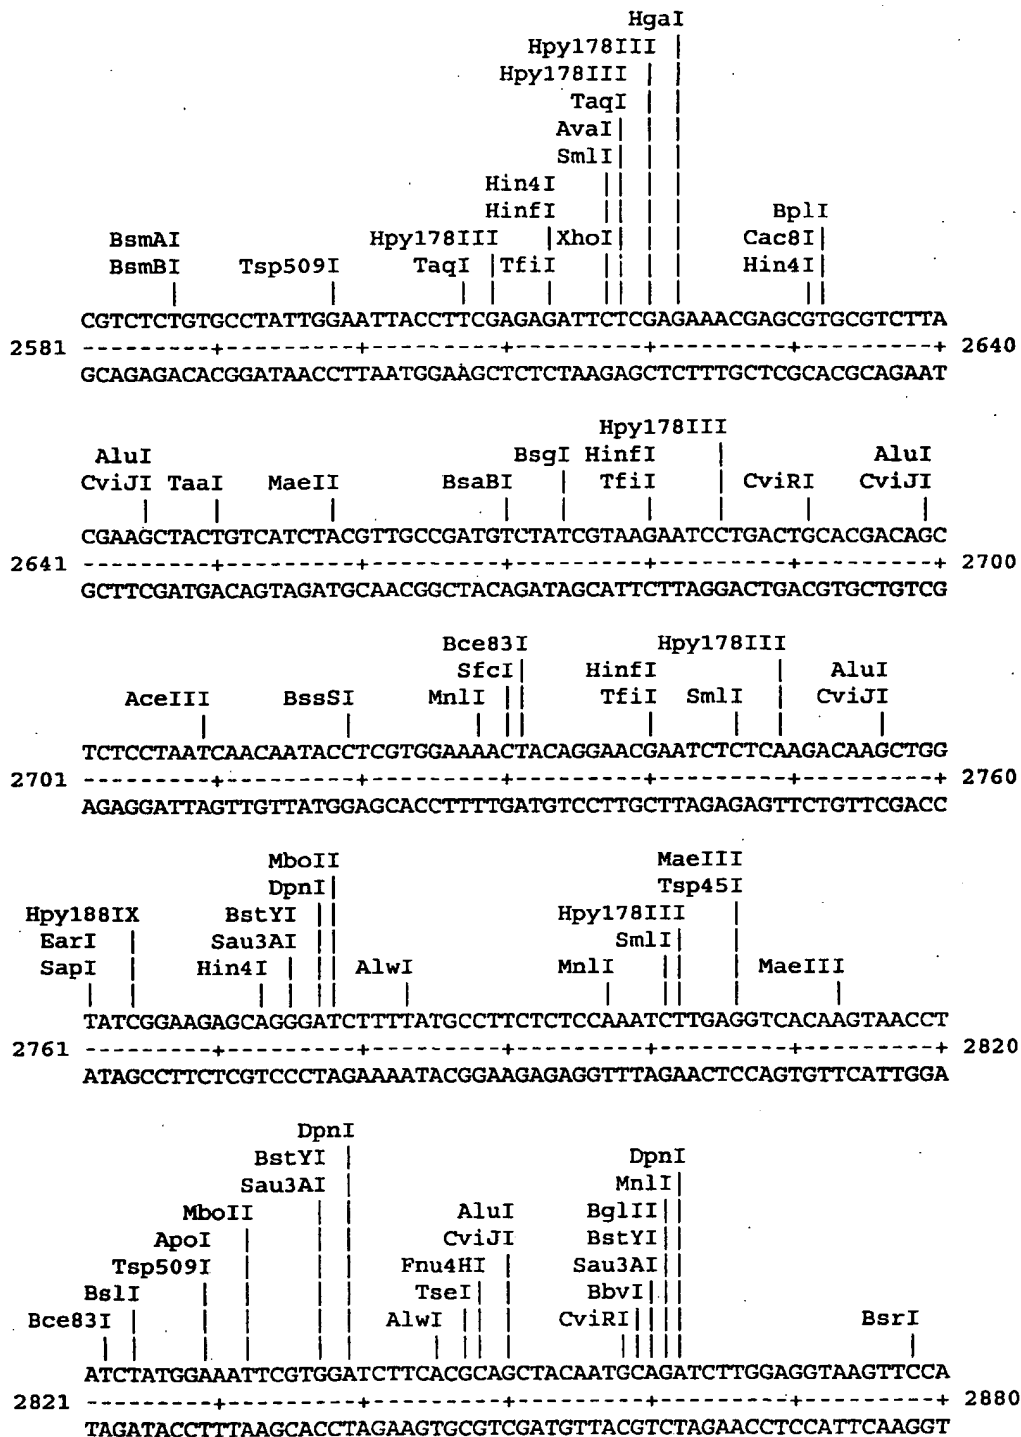 HgaI
Hpy178III |
Hpy178III | |
TaqI | |
AvaI| | |
SmlI| | |
Hin4I || | |
HinfI || | | BplI
BsmAI Hpy178III |XhoI| | | Cac8I|
BsmBI Tsp509I TaqI |TfiI || | | Hin4I||
| | | | | || | | ||
CGTCTCTGTGCCTATTGGAATTACCTTCGAGAGATTCTCGAGAAACGAGCGTGCGTCTTA
2581 ---------+---------+---------+---------+---------+---------+ 2640
GCAGAGACACGGATAACCTTAATGGAAGCTCTCTAAGAGCTCTTTGCTCGCACGCAGAAT
Hpy178III
AluI BsgI HinfI | AluI
CviJI TaaI MaeII BsaBI | TfiI | CviRI CviJI
| | | | | | | | |
CGAAGCTACTGTCATCTACGTTGCCGATGTCTATCGTAAGAATCCTGACTGCACGACAGC
2641 ---------+---------+---------+---------+---------+---------+ 2700
GCTTCGATGACAGTAGATGCAACGGCTACAGATAGCATTCTTAGGACTGACGTGCTGTCG
Bce83I Hpy178III
SfcI| HinfI | AluI
AceIII BssSI MnlI || TfiI SmlI | CviJI
| | | || | | | |
TCTCCTAATCAACAATACCTCGTGGAAAACTACAGGAACGAATCTCTCAAGACAAGCTGG
2701 ---------+---------+---------+---------+---------+---------+ 2760
AGAGGATTAGTTGTTATGGAGCACCTTTTGATGTCCTTGCTTAGAGAGTTCTGTTCGACC
MboII MaeIII
DpnI| Tsp45I
Hpy188IX BstYI || Hpy178III |
EarI | Sau3AI || SmlI| |
SapI | Hin4I | || AlwI MnlI || | MaeIII
| | | | || | | || | |
TATCGGAAGAGCAGGGATCTTTTATGCCTTCTCTCCAAATCTTGAGGTCACAAGTAACCT
2761 ---------+---------+---------+---------+---------+---------+ 2820
ATAGCCTTCTCGTCCCTAGAAAATACGGAAGAGAGGTTTAGAACTCCAGTGTTCATTGGA
DpnI
BstYI | DpnI
Sau3AI | MnlI|
MboII | | AluI BglII||
ApoI | | | CviJI BstYI||
Tsp509I | | | Fnu4HI | Sau3AI||
BslI | | | | TseI| | BbvI|||
Bce83I | | | | | AlwI || | CviRI|||| BsrI
| | | | | | | || | |||| |
ATCTATGGAAATTCGTGGATCTTCACGCAGCTACAATGCAGATCTTGGAGGTAAGTTCCA
2821 ---------+---------+---------+---------+---------+---------+ 2880
TAGATACCTTTAAGCACCTAGAAGTGCGTCGATGTTACGTCTAGAACCTCCATTCAAGGT